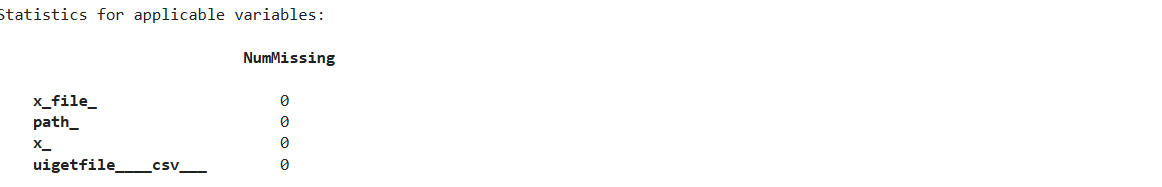 Statistics for applicable variables:
NumMissing
x_file_ 0
path_ 0
x_ 0
uigetfile____csv___ 0